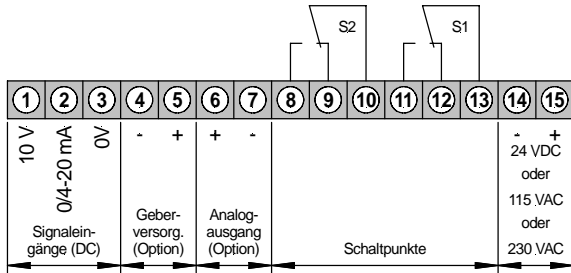 S2 S1
1 2 3 4 5 6 7 8 9 10 11 12 13 14 15
10 V
0/4-20 mA
0V
- + + - - +
Signalein-
gänge (DC)
Geber-
versorg.
(Option)
Analog-
ausgang
(Option)
Schaltpunkte
24 VDC
oder
115 VAC
oder
230 VAC